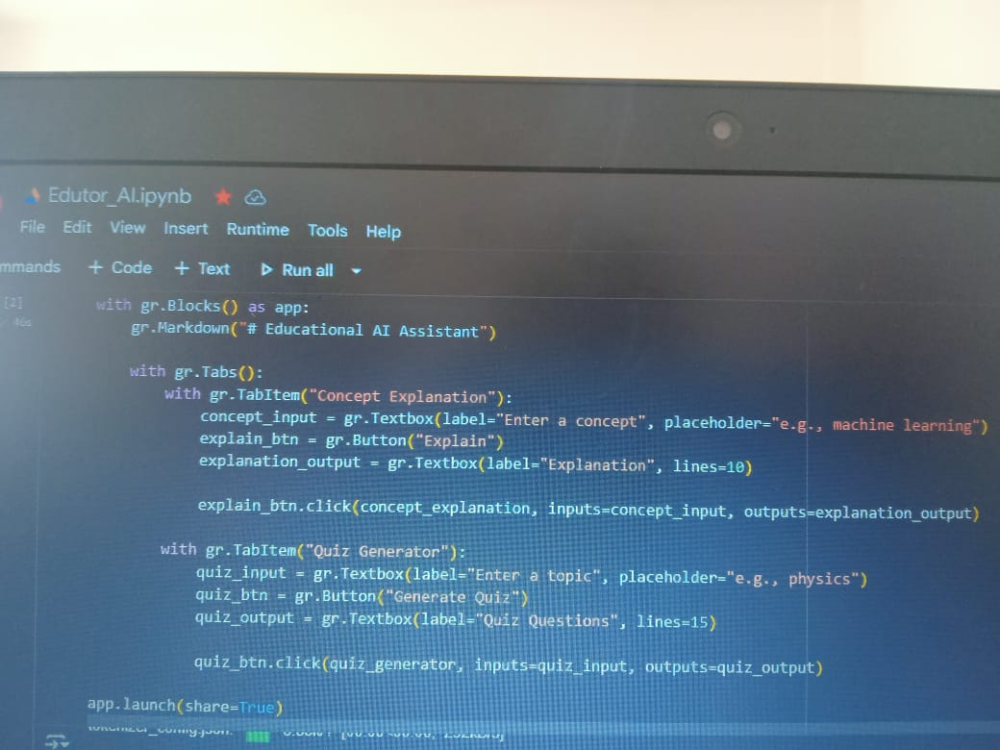 Edutor_AI.ipynb
File Edit View Insert Runtime Tools Help
mmands + Code + Text Run all
[2] with gr.Blocks() as app:
46s
gr.Markdown("# Educational AI Assistant")
with gr.Tabs():
with gr.TabItem("Concept Explanation"):
concept_input = gr.Textbox(label="Enter a concept", placeholder="e.g., machine learning")
explain_btn = gr.Button("Explain")
explanation_output = gr.Textbox(label="Explanation", lines=10)
explain_btn.click(concept_explanation, inputs=concept_input, outputs=explanation_output)
with gr.TabItem("Quiz Generator"):
quiz_input = gr.Textbox(label="Enter a topic", placeholder="e.g., physics")
quiz_btn = gr.Button("Generate Quiz")
quiz_output = gr.Textbox(label="Quiz Questions", lines=15)
quiz_btn.click(quiz_generator, inputs=quiz_input, outputs=quiz_output)
app.launch(share=True)
tokenizer_config.json: